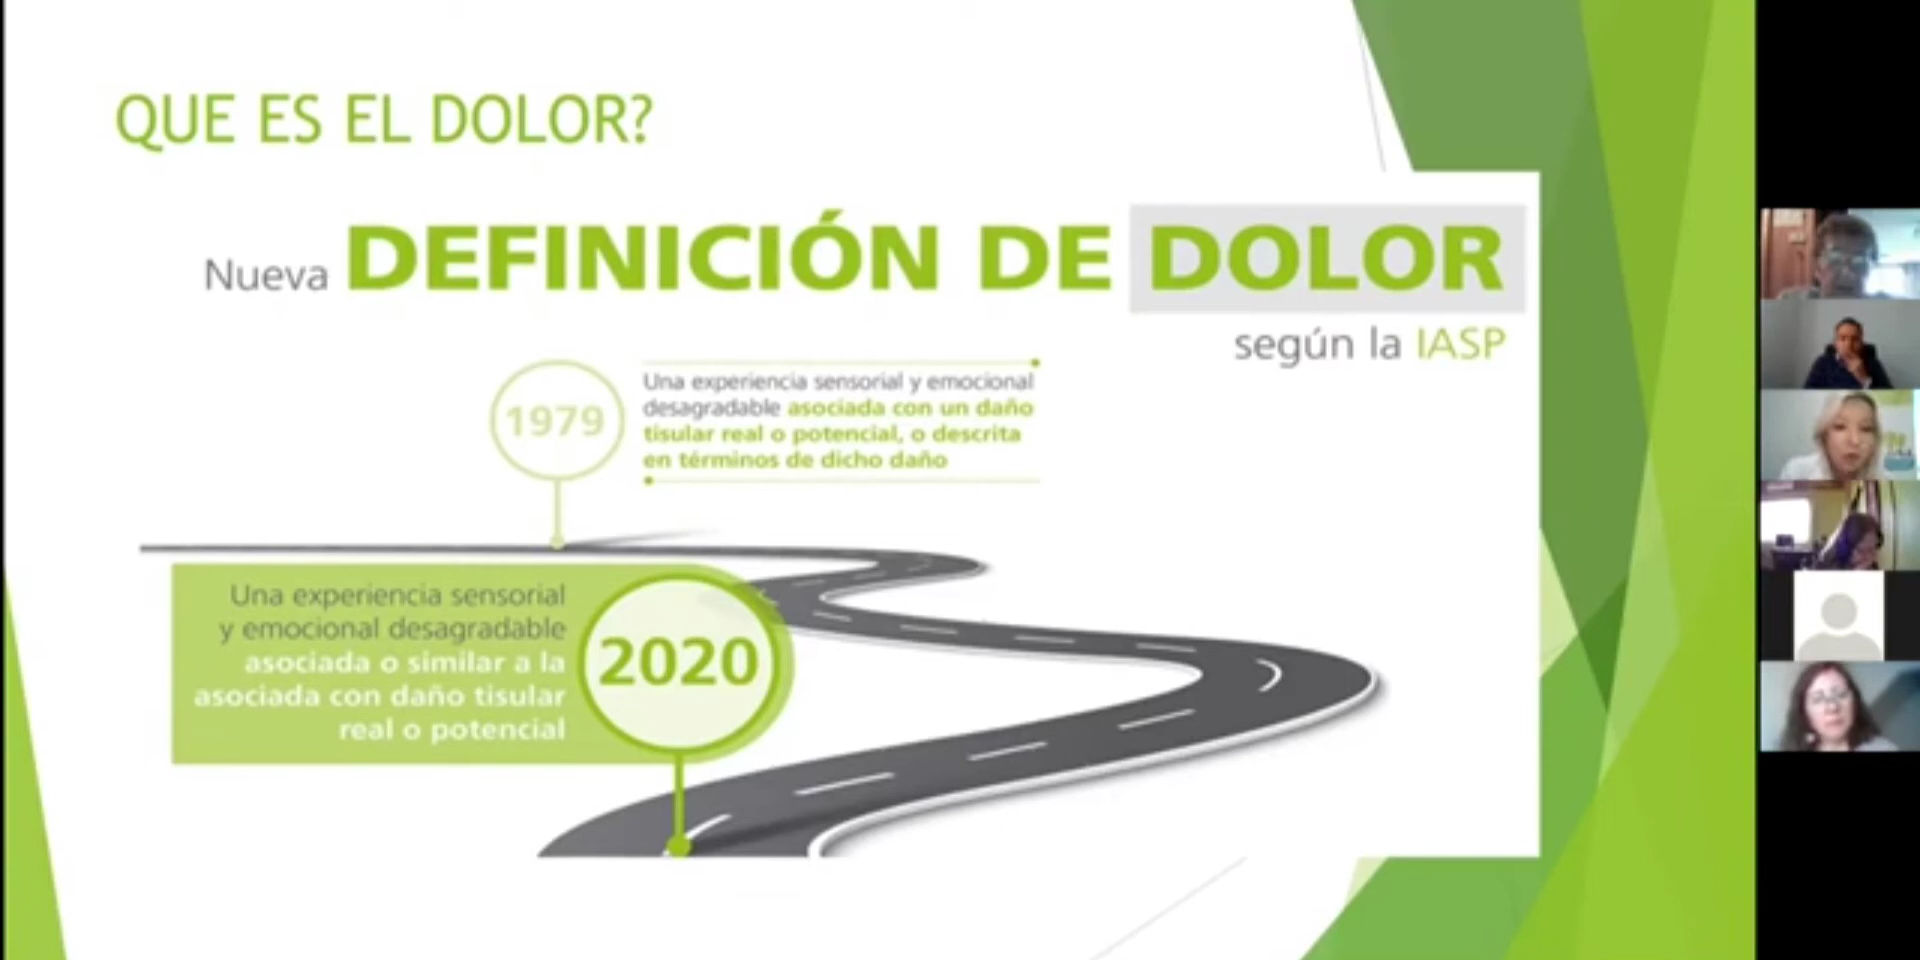 QUE ES EL DOLOR?
Nueva DEFINICIÓN DE DOLOR
según la IASP
1979
Una experiencia sensorial y emocional
desagradable asociada con un daño
tisular real o potencial, o descrita
en términos de dicho daño
Una experiencia sensorial
y emocional desagradable
asociada o similar a la
asociada con daño tisular
real o potencial
2020